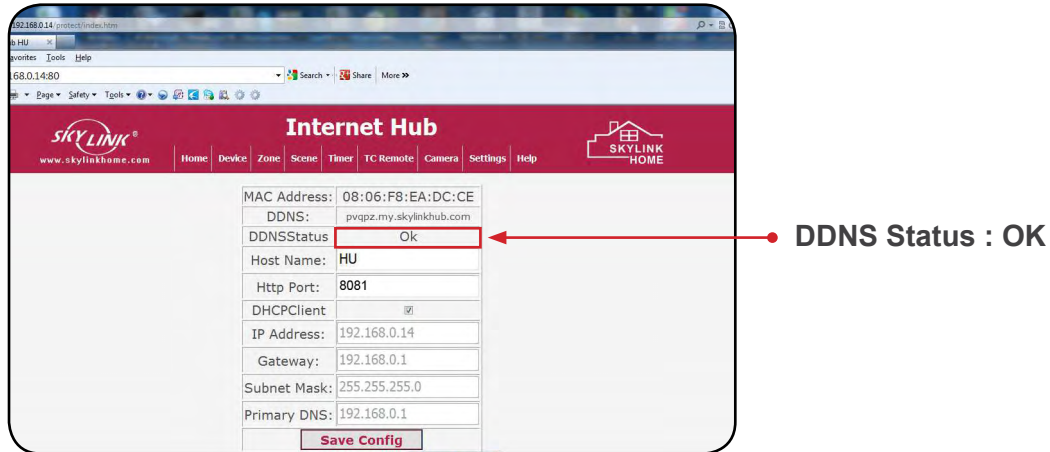 192.168.0.14/protect/index.htm
b HU ×
avorites Tools Help
.68.0.14:80 Search Share More »
Page Safety Tools
SKYLINK®
www.skylinkhome.com
Internet Hub
Home Device Zone Scene Timer TC Remote Camera Settings Help
SKYLINK
HOME
MAC Address: 08:06:F8:EA:DC:CE
DDNS: pvqpz.my.skylinkhub.com
DDNSStatus Ok
DDNS Status : OK
Host Name: HU
Http Port: 8081
DHCPClient
IP Address: 192.168.0.14
Gateway: 192.168.0.1
Subnet Mask: 255.255.255.0
Primary DNS: 192.168.0.1
Save Config